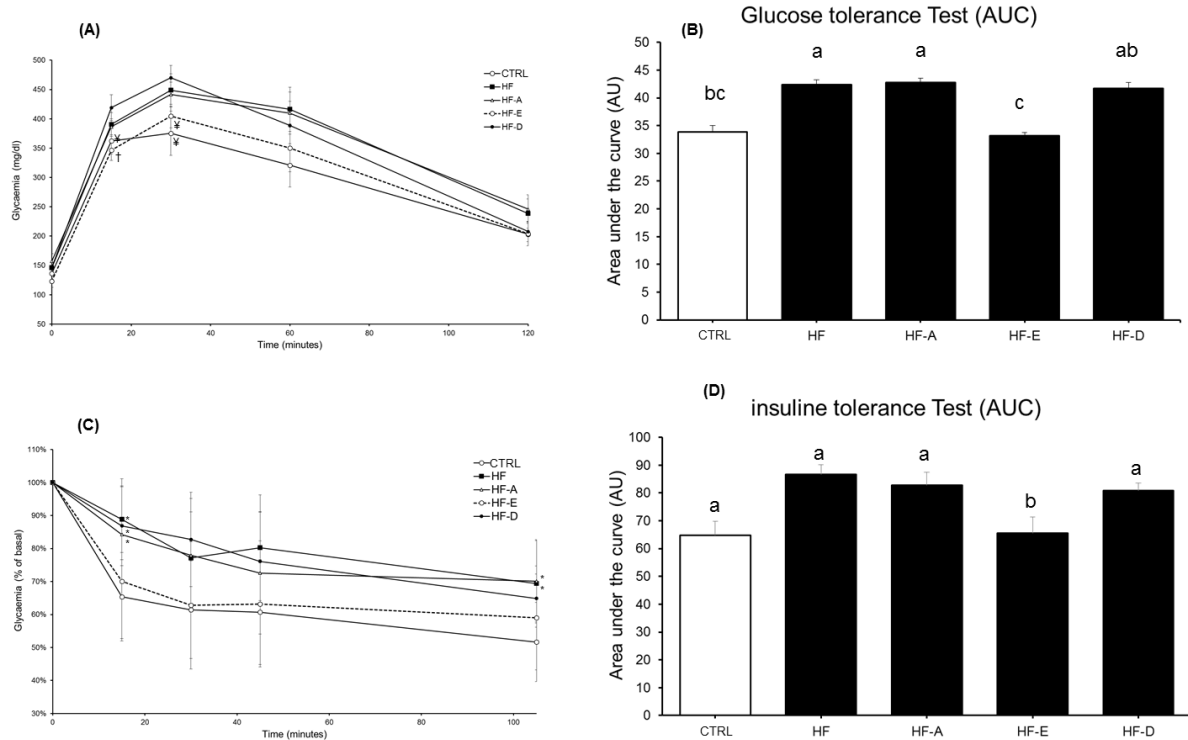 (A)
500
450
400
350
300
250
200
150
100
50
Glycaemia (mg/dl)
0
20
40
60
80
100
120
Time (minutes)
CTRL
HF
HF-A
HF-E
HF-D
¥
†
¥
¥
Glucose tolerance Test (AUC)
(B)
50
45
40
35
30
25
20
15
10
5
0
Area under the curve (AU)
bc
a
a
c
ab
CTRL
HF
HF-A
HF-E
HF-D
(C)
110%
100%
90%
80%
70%
60%
50%
40%
30%
Glycaemia (% of basal)
0
20
40
60
80
100
Time (minutes)
CTRL
HF
HF-A
HF-E
HF-D
*
*
*
*
*
(D)
insuline tolerance Test (AUC)
100
90
80
70
60
50
40
30
20
10
0
Area under the curve (AU)
a
a
a
b
a
CTRL
HF
HF-A
HF-E
HF-D